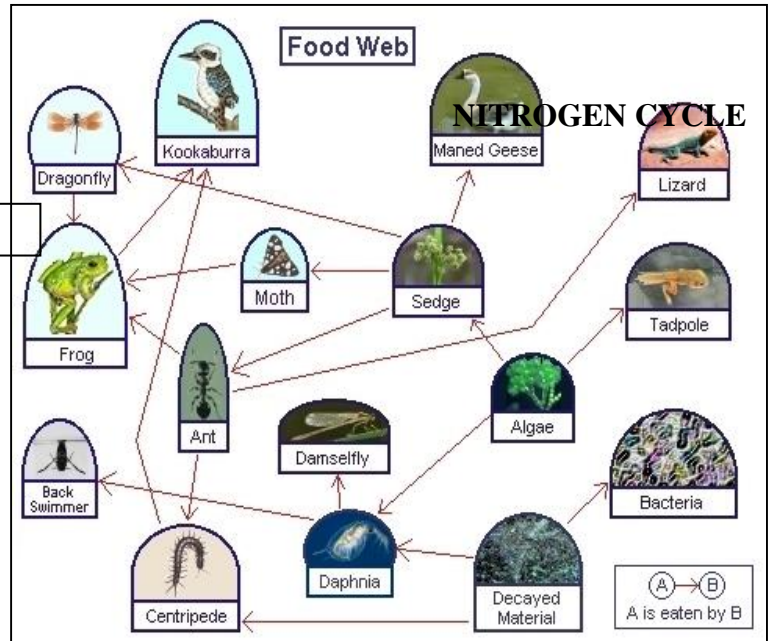 Food Web
NITROGEN CYCLE
Kookaburra
Maned Geese
Dragonfly
Lizard
Moth
Sedge
Tadpole
Frog
Ant
Algae
Damselfly
Back
Swimmer
Bacteria
Daphnia
Decayed
Material
Centripede
A B
A is eaten by B